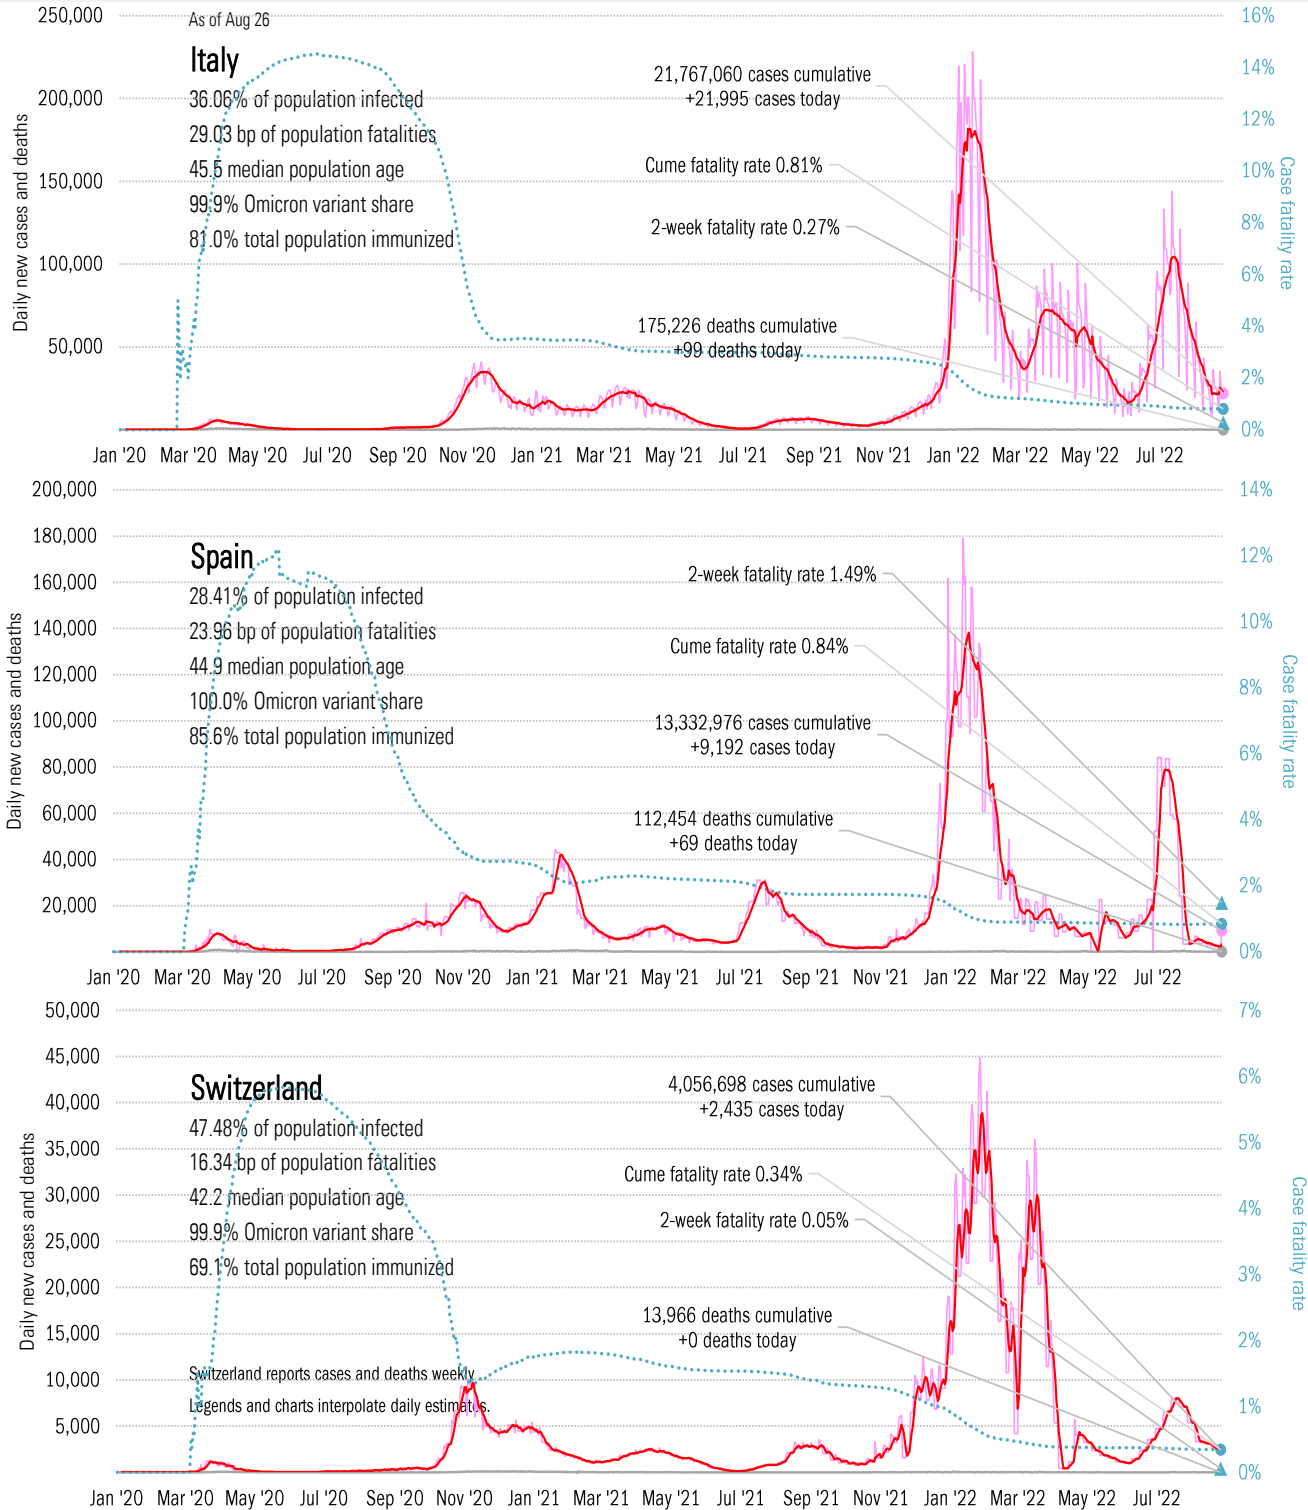 250,000
As of Aug 26
16%
Italy
14%
36.06% of population infected
21,767,060 cases cumulative
+21,995 cases today
200,000
12%
29.03 bp of population fatalities
45.5 median population age
Cume fatality rate 0.81%
10%
150,000
99.9% Omicron variant share
2-week fatality rate 0.27%
8%
81.0% total population immunized
100,000
6%
175,226 deaths cumulative
+99 deaths today
4%
50,000
2%
0%
Daily new cases and deaths
Case fatality rate
Jan '20 Mar '20 May '20 Jul '20 Sep '20 Nov '20 Jan '21 Mar '21 May '21 Jul '21 Sep '21 Nov '21 Jan '22 Mar '22 May '22 Jul '22
200,000
14%
180,000
Spain
12%
160,000
28.41% of population infected
2-week fatality rate 1.49%
140,000
23.96 bp of population fatalities
10%
Cume fatality rate 0.84%
120,000
44.9 median population age
8%
100,000
100.0% Omicron variant share
13,332,976 cases cumulative
+9,192 cases today
85.6% total population immunized
6%
80,000
60,000
112,454 deaths cumulative
+69 deaths today
4%
40,000
2%
20,000
0%
Daily new cases and deaths
Case fatality rate
Jan '20 Mar '20 May '20 Jul '20 Sep '20 Nov '20 Jan '21 Mar '21 May '21 Jul '21 Sep '21 Nov '21 Jan '22 Mar '22 May '22 Jul '22
50,000
7%
45,000
Switzerland
6%
40,000
47.48% of population infected
4,056,698 cases cumulative
+2,435 cases today
35,000
5%
16.34 bp of population fatalities
Cume fatality rate 0.34%
30,000
42.2 median population age
4%
2-week fatality rate 0.05%
99.9% Omicron variant share
25,000
69.1% total population immunized
3%
20,000
13,966 deaths cumulative
+0 deaths today
15,000
2%
Switzerland reports cases and deaths weekly.
10,000
Legends and charts interpolate daily estimates.
1%
5,000
0%
Daily new cases and deaths
Case fatality rate
Jan '20 Mar '20 May '20 Jul '20 Sep '20 Nov '20 Jan '21 Mar '21 May '21 Jul '21 Sep '21 Nov '21 Jan '22 Mar '22 May '22 Jul '22